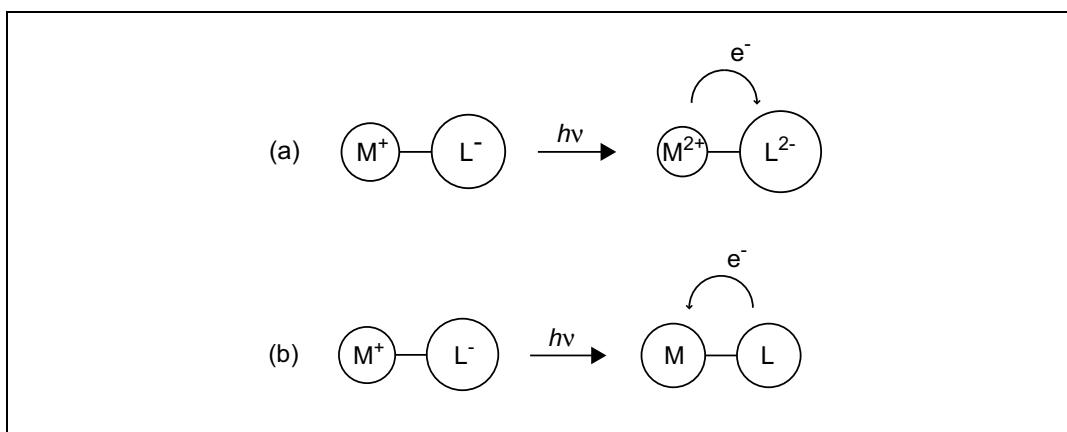 e⁻
(a) M⁺ L⁻ hν M²⁺ L²⁻
e⁻
(b) M⁺ L⁻ hν M L